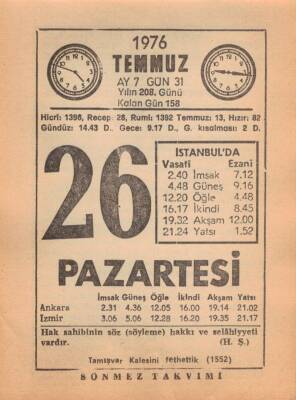 1976
TEMMUZ
AY 7 GÜN 31
Yılın 208. Günü
Kalan Gün 158
Hicri: 1396, Recep: 28, Rumî: 1392 Temmuz: 13, Hızır: 82
Gündüz: 14.43 D. Gece: 9.17 D., G. kısalması: 2 D.
26
İSTANBUL'DA
Vasati Ezani
2.40 İmsak 7.12
4.48 Güneş 9.16
12.20 Öğle 4.48
16.17 İkindi 8.45
19.32 Akşam 12.00
21.24 Yatsı 1.52
PAZARTESİ
İmsak Güneş Öğle İkindi Akşam Yatsı
Ankara 2.31 4.36 12.05 16.00 19.14 21.02
İzmir 3.06 5.06 12.28 16.20 19.35 21.17
Hak sahibinin söz (söyleme) hakkı ve selâhiyyeti
vardır. (H. Ş.)
Tamışvar Kalesini fethettik (1552)
SÖNMEZ TAKVİMİ